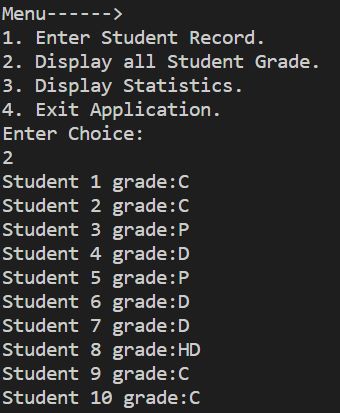 Menu------>
1. Enter Student Record.
2. Display all Student Grade.
3. Display Statistics.
4. Exit Application.
Enter Choice:
2
Student 1 grade:C
Student 2 grade:C
Student 3 grade:P
Student 4 grade:D
Student 5 grade:P
Student 6 grade:D
Student 7 grade:D
Student 8 grade:HD
Student 9 grade:C
Student 10 grade:C